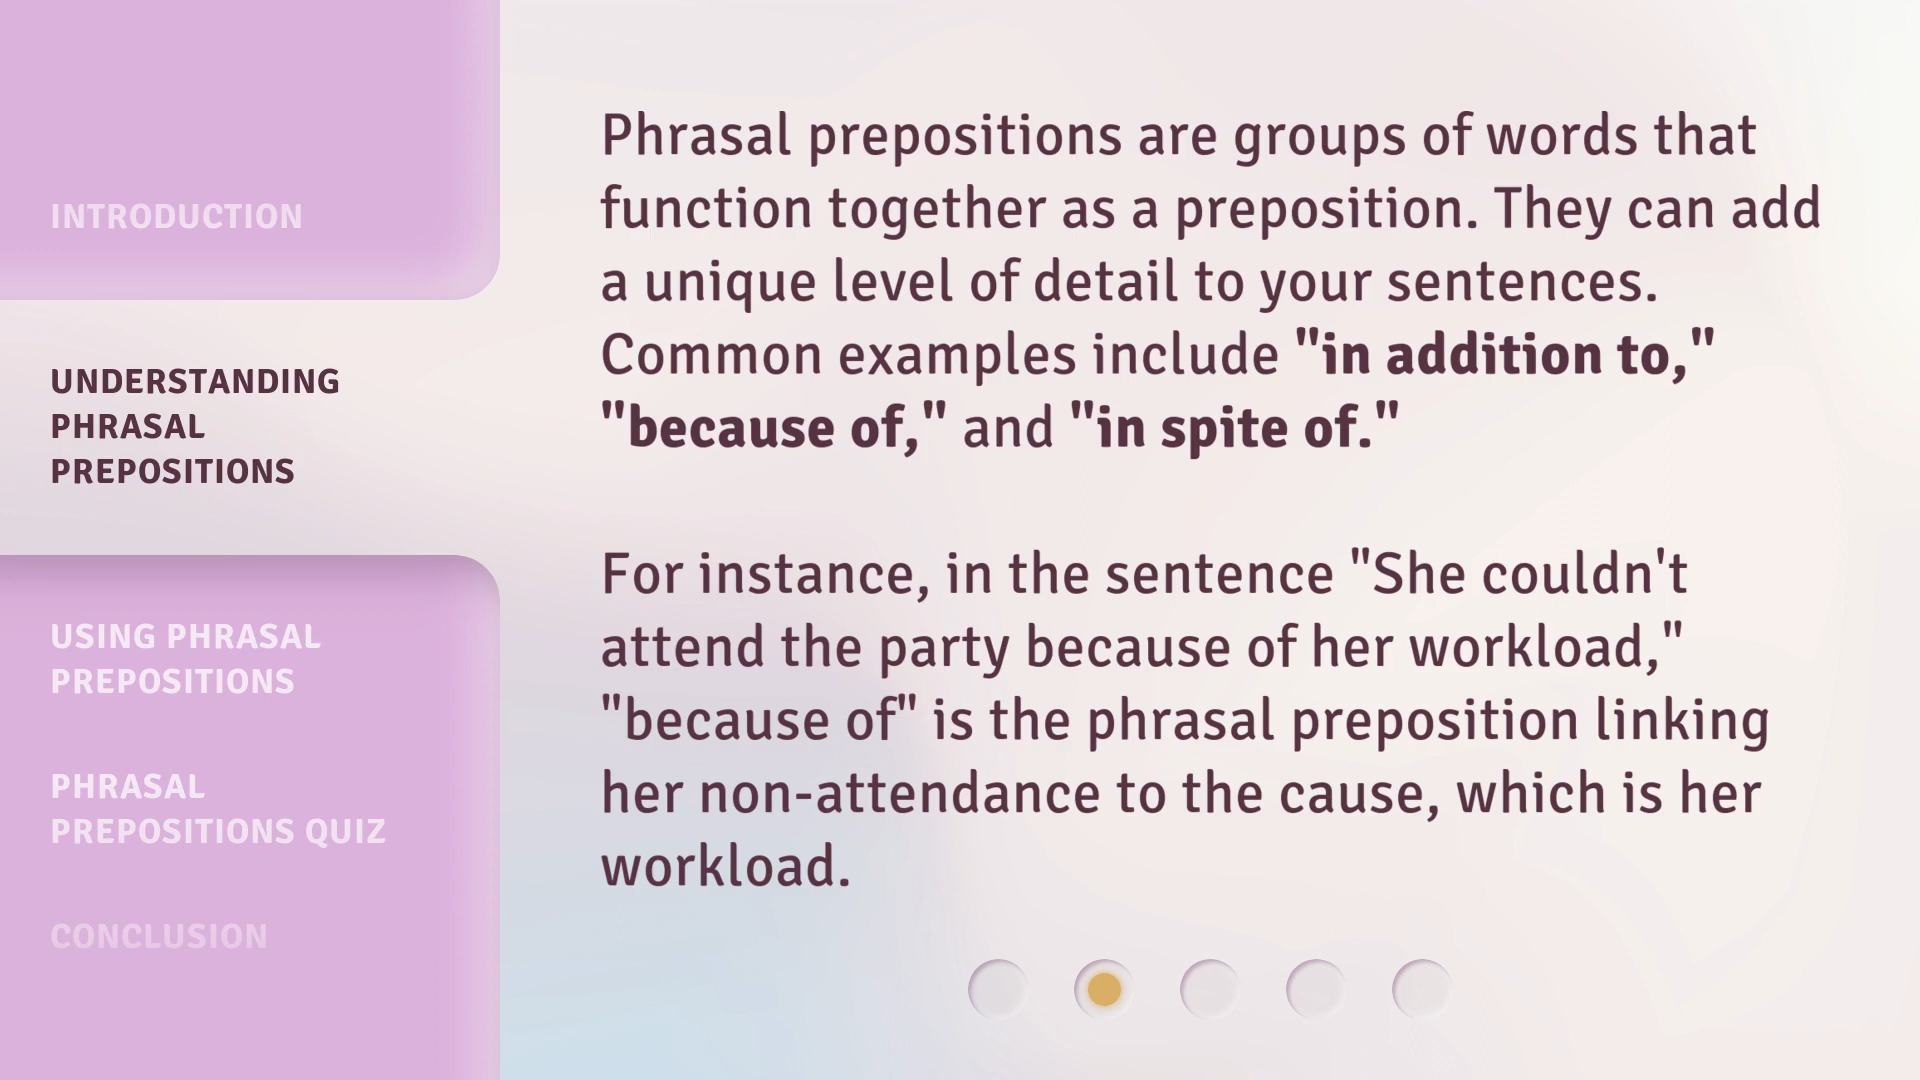 INTRODUCTION
UNDERSTANDING
PHRASAL
PREPOSITIONS
USING PHRASAL
PREPOSITIONS
PHRASAL
PREPOSITIONS QUIZ
CONCLUSION
Phrasal prepositions are groups of words that
function together as a preposition. They can add
a unique level of detail to your sentences.
Common examples include "in addition to,"
"because of," and "in spite of."
For instance, in the sentence "She couldn't
attend the party because of her workload,"
"because of" is the phrasal preposition linking
her non-attendance to the cause, which is her
workload.